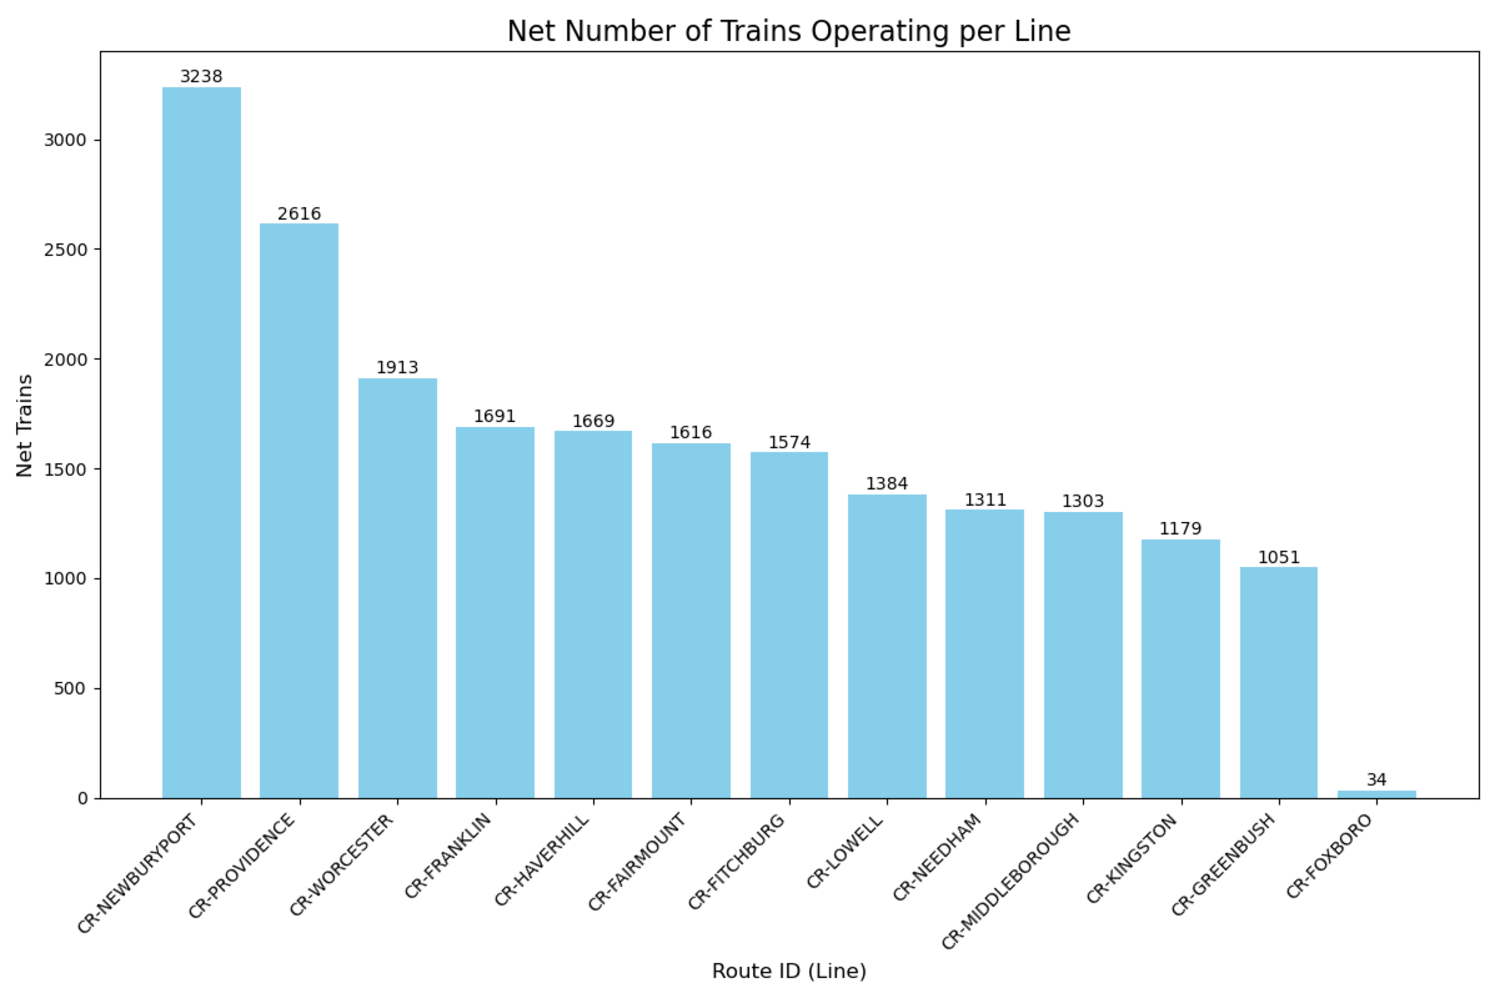 Net Number of Trains Operating per Line
Net Trains
3000
2500
2000
1500
1000
500
0
3238
2616
1913
1691
1669
1616
1574
1384
1311
1303
1179
1051
34
CR-NEWBURYPORT
CR-PROVIDENCE
CR-WORCESTER
CR-FRANKLIN
CR-HAVERHILL
CR-FAIRMOUNT
CR-FITCHBURG
CR-LOWELL
CR-NEEDHAM
CR-MIDDLEBOROUGH
CR-KINGSTON
CR-GREENBUSH
CR-FOXBORO
Route ID (Line)